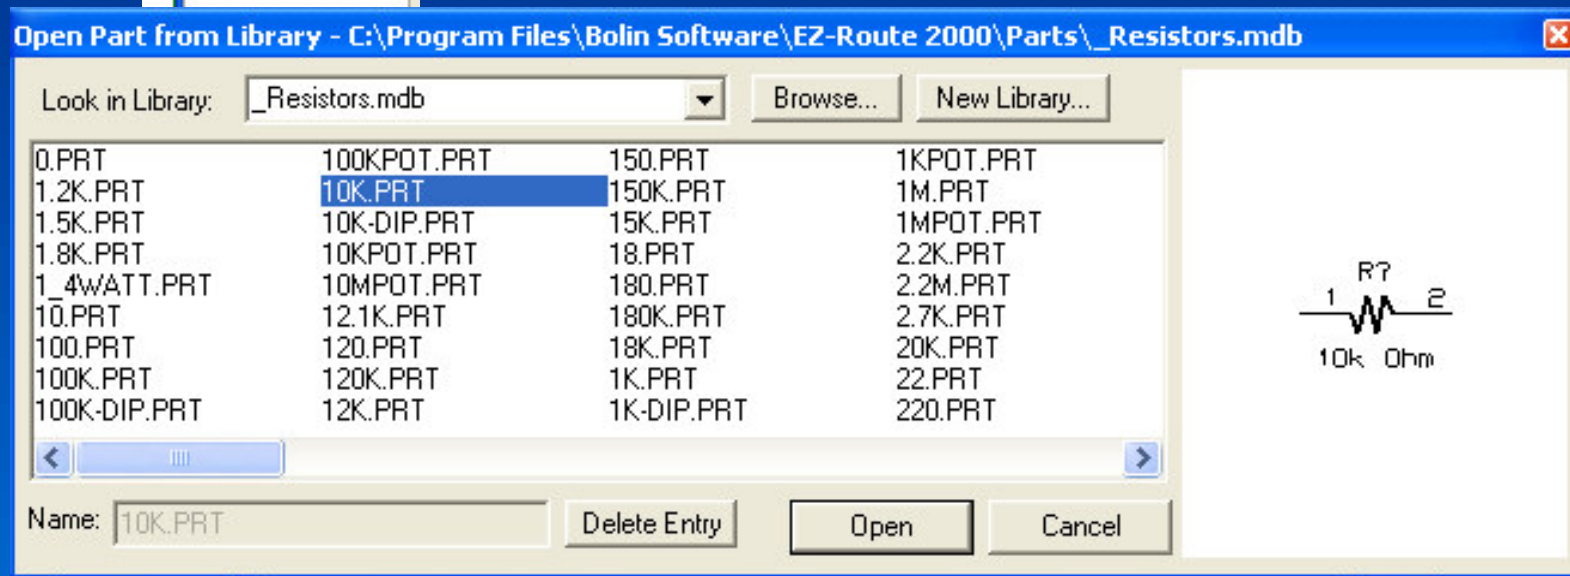 Open Part from Library - C:\Program Files\Bolin Software\EZ-Route 2000\Parts\_Resistors.mdb
Look in Library: _Resistors.mdb Browse... New Library...
0.PRT 100KPOT.PRT 150.PRT 1KPOT.PRT
1.2K.PRT 10K.PRT 150K.PRT 1M.PRT
1.5K.PRT 10K-DIP.PRT 15K.PRT 1MPOT.PRT
1.8K.PRT 10KPOT.PRT 18.PRT 2.2K.PRT
1_4WATT.PRT 10MPOT.PRT 180.PRT 2.2M.PRT
10.PRT 12.1K.PRT 180K.PRT 2.7K.PRT
100.PRT 120.PRT 18K.PRT 20K.PRT
100K.PRT 120K.PRT 1K.PRT 22.PRT
100K-DIP.PRT 12K.PRT 1K-DIP.PRT 220.PRT
R?
1 2
10k Ohm
Name: 10K.PRT Delete Entry Open Cancel